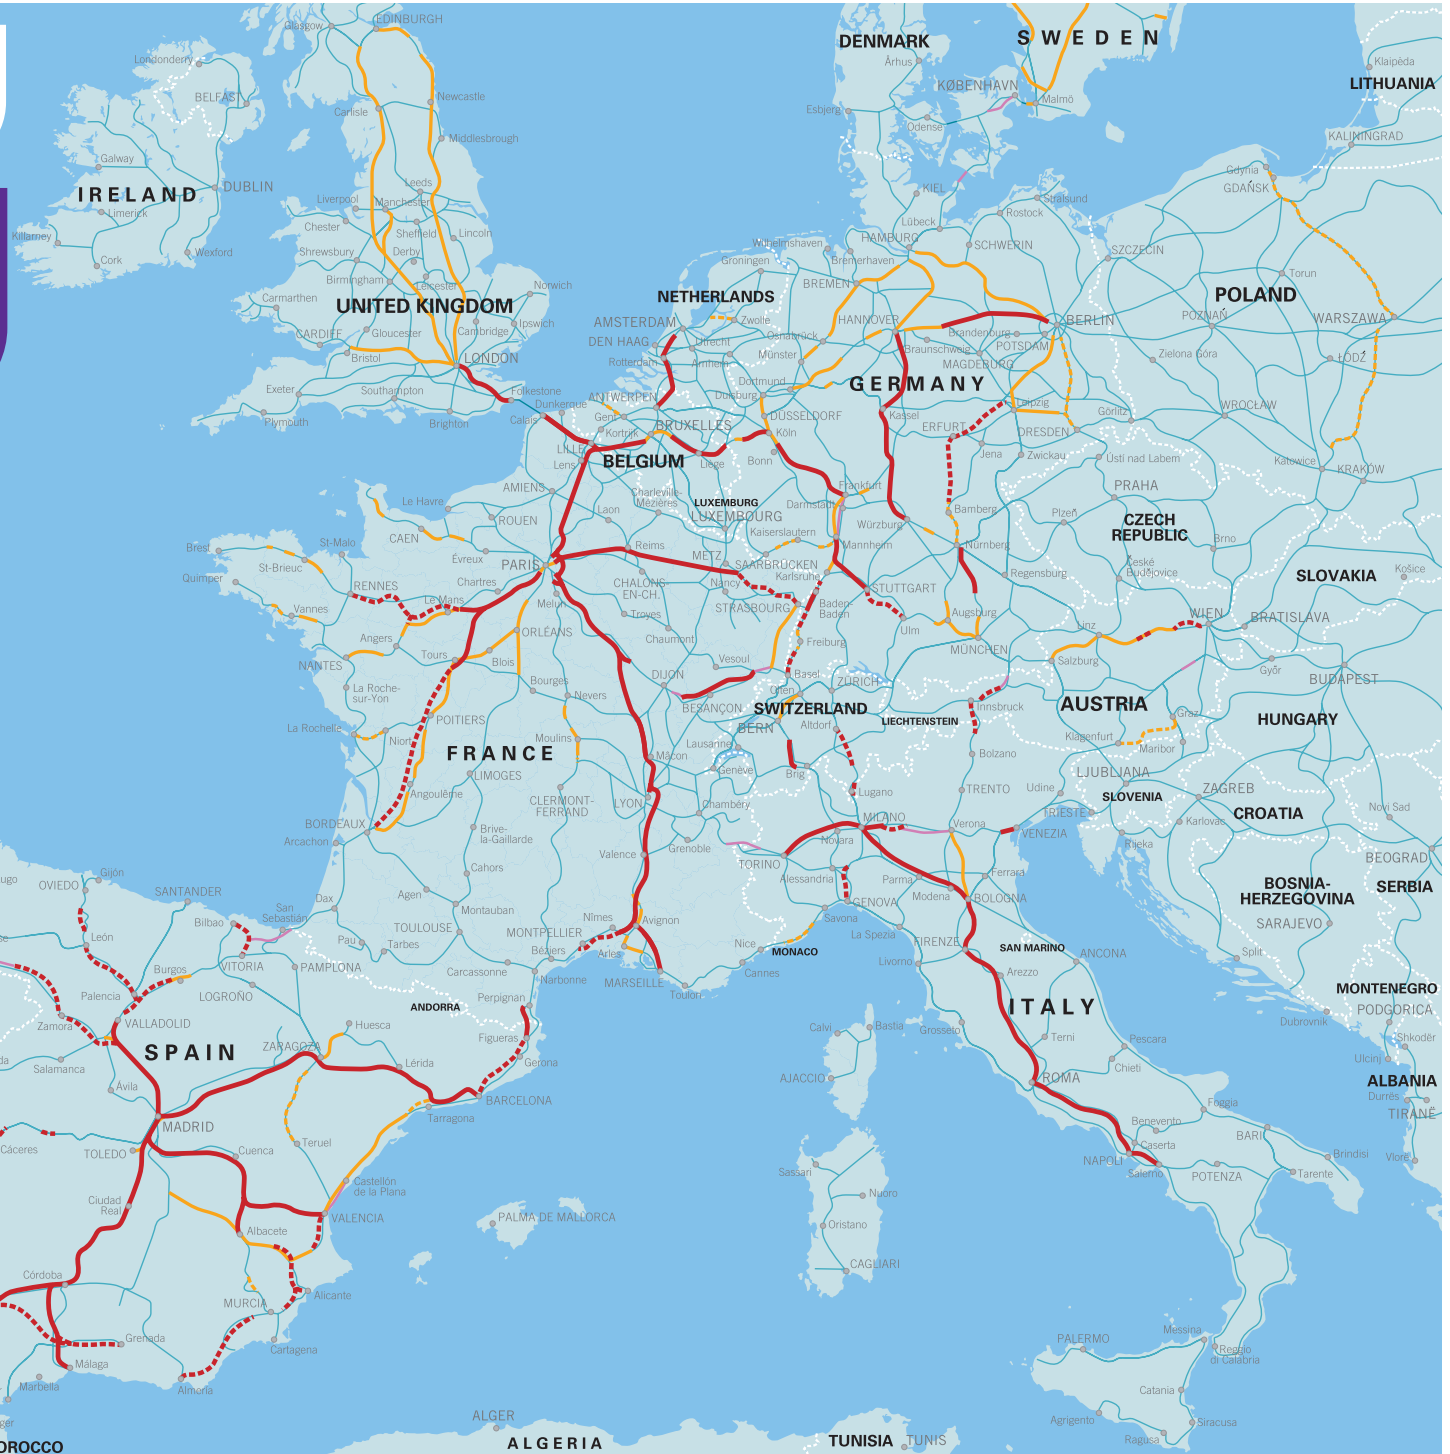 EDINBURGH
Glasgow
DENMARK
SWEDEN
Århus
Klaipėda
LITHUANIA
Londonderry
BELFAST
Newcastle
Carlisle
KØBENHAVN
Malmö
Esbjerg
Odense
Middlesbrough
KALININGRAD
Galway
Gdynia
GDAŃSK
IRELAND
DUBLIN
Leeds
Liverpool
Manchester
KIEL
Stralsund
Rostock
Limerick
Chester
Sheffield
Lincoln
Lübeck
Killarney
Wexford
Shrewsbury
Derby
Wilhelmshaven
HAMBURG
SCHWERIN
SZCZECIN
Cork
Groningen
Bremerhaven
Torun
Birmingham
Leicester
Norwich
BREMEN
NETHERLANDS
POLAND
Carmarthen
UNITED KINGDOM
CARDIFF
Gloucester
Cambridge
Ipswich
AMSTERDAM
Zwolle
HANNOVER
BERLIN
POZNAŃ
WARSZAWA
Bristol
LONDON
DEN HAAG
Utrecht
Osnabrück
Brandenburg
POTSDAM
Braunschweig
Rotterdam
Arnhem
Münster
MAGDEBURG
Zielona Góra
ŁÓDŹ
Exeter
Southampton
Folkestone
Dunkerque
ANTWERPEN
Dortmund
Duisburg
GERMANY
Plymouth
Brighton
Calais
Gent
BRUXELLES
DÜSSELDORF
Kassel
Leipzig
Görlitz
WROCŁAW
Kortrijk
Köln
ERFURT
DRESDEN
LILLE
Lens
BELGIUM
Liège
Bonn
Jena
Zwickau
Ústí nad Labem
Katowice
KRAKÓW
AMIENS
Charleville-
Mézières
LUXEMBURG
LUXEMBOURG
Frankfurt
Darmstadt
PRAHA
Le Havre
ROUEN
Laon
Würzburg
Bamberg
Plzen
CZECH
REPUBLIC
CAEN
Kaiserslautern
Mannheim
Nürnberg
Brno
Brest
St-Malo
St-Brieuc
Évreux
PARIS
Reims
METZ
SAARBRÜCKEN
Karlsruhe
Regensburg
České
Budějovice
Košice
SLOVAKIA
Quimper
RENNES
Chartres
CHALONS-
EN-CH.
Nancy
STUTTGART
Le Mans
Melun
STRASBOURG
Baden-
Baden
Augsburg
WIEN
BRATISLAVA
Vannes
Troyes
Ulm
Linz
Angers
ORLÉANS
Chaumont
Freiburg
MÜNCHEN
Salzburg
NANTES
Tours
Blois
Vesoul
Basel
Győr
BUDAPEST
Bourges
Nevers
DIJON
BESANÇON
ZÜRICH
Olten
La Roche-
sur-Yon
SWITZERLAND
LIECHTENSTEIN
Innsbruck
AUSTRIA
Graz
HUNGARY
POITIERS
La Rochelle
Niort
Moulins
BERN
Altdorf
Lausanne
Klagenfurt
Maribor
FRANCE
Mâcon
Genève
Brig
Bolzano
LIMOGES
LJUBLJANA
Angoulême
CLERMONT-
FERRAND
LYON
Chambéry
Lugano
TRENTO
Udine
SLOVENIA
ZAGREB
BORDEAUX
MILANO
Verona
TRIESTE
CROATIA
Novi Sad
Arcachon
Brive-
la-Gaillarde
VENEZIA
Karlovac
Rijeka
Valence
Grenoble
TORINO
Novara
BEOGRAD
Cahors
Alessandria
Parma
Ferrara
OVIEDO
Gijón
SANTANDER
Agen
Modena
BOLOGNA
BOSNIA-
HERZEGOVINA
SERBIA
Dax
Montauban
Nîmes
Avignon
GENOVA
Savona
San
Sebastián
Bilbao
TOULOUSE
MONTPELLIER
La Spezia
SARAJEVO
León
Pau
Tarbes
Béziers
Arles
Nice
MONACO
FIRENZE
SAN MARINO
ANCONA
Split
VITORIA
PAMPLONA
Carcassonne
Narbonne
MARSEILLE
Cannes
Livorno
Arezzo
Burgos
Toulon
Palencia
LOGROÑO
ANDORRA
Perpignan
ITALY
MONTENEGRO
PODGORICA
Zamora
VALLADOLID
Huesca
Calvi
Bastia
Grosseto
Dubrovnik
SPAIN
ZARAGOZA
Figueras
Terni
Pescara
Shkodër
Salamanca
Lérida
Gerona
Chieti
Ulcinj
Ávila
AJACCIO
ROMA
ALBANIA
BARCELONA
Durrës
TIRANË
MADRID
Tarragona
Foggia
Benevento
BARI
Cáceres
TOLEDO
Cuenca
Teruel
Caserta
NAPOLI
Salerno
Brindisi
Vlorë
Sassari
POTENZA
Tarente
Castellón
de la Plana
Nuoro
Ciudad
Real
VALENCIA
PALMA DE MALLORCA
Oristano
Albacete
CAGLIARI
Córdoba
Alicante
MURCIA
Grenada
Cartagena
PALERMO
Messina
Reggio
di Calabria
Málaga
Marbella
Almoria
Catania
ALGER
Agrigento
Siracusa
Ragusa
OROCCO
ALGERIA
TUNISIA
TUNIS